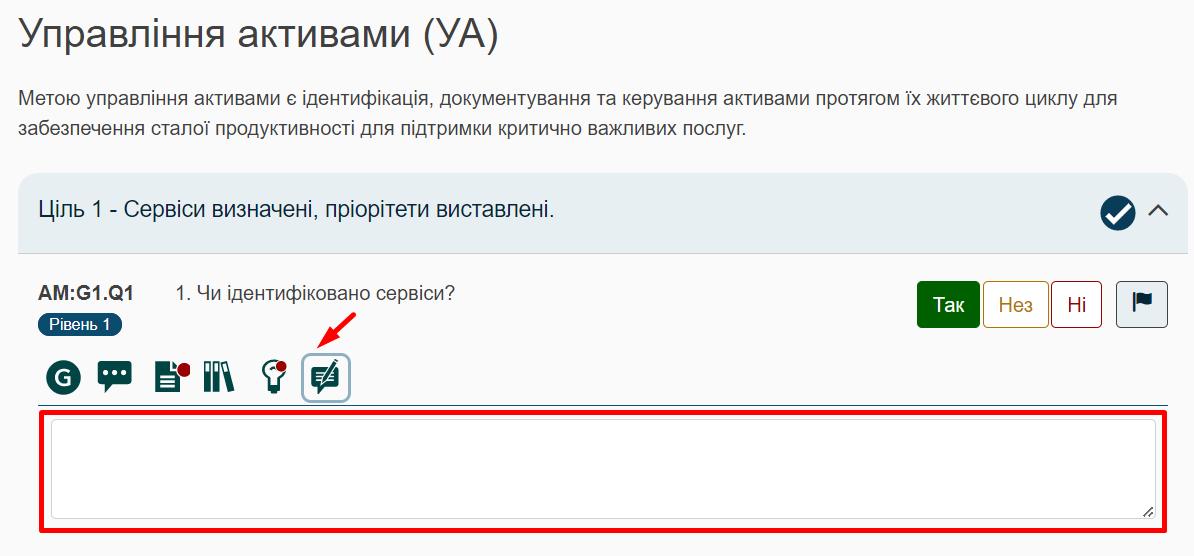 Управління активами (УА)
Метою управління активами є ідентифікація, документування та керування активами протягом їх життєвого циклу для
забезпечення сталої продуктивності для підтримки критично важливих послуг.
Ціль 1 - Сервіси визначені, пріорітети виставлені.
AM:G1.Q1 1. Чи ідентифіковано сервіси? Так Нез Ні
Рівень 1
G